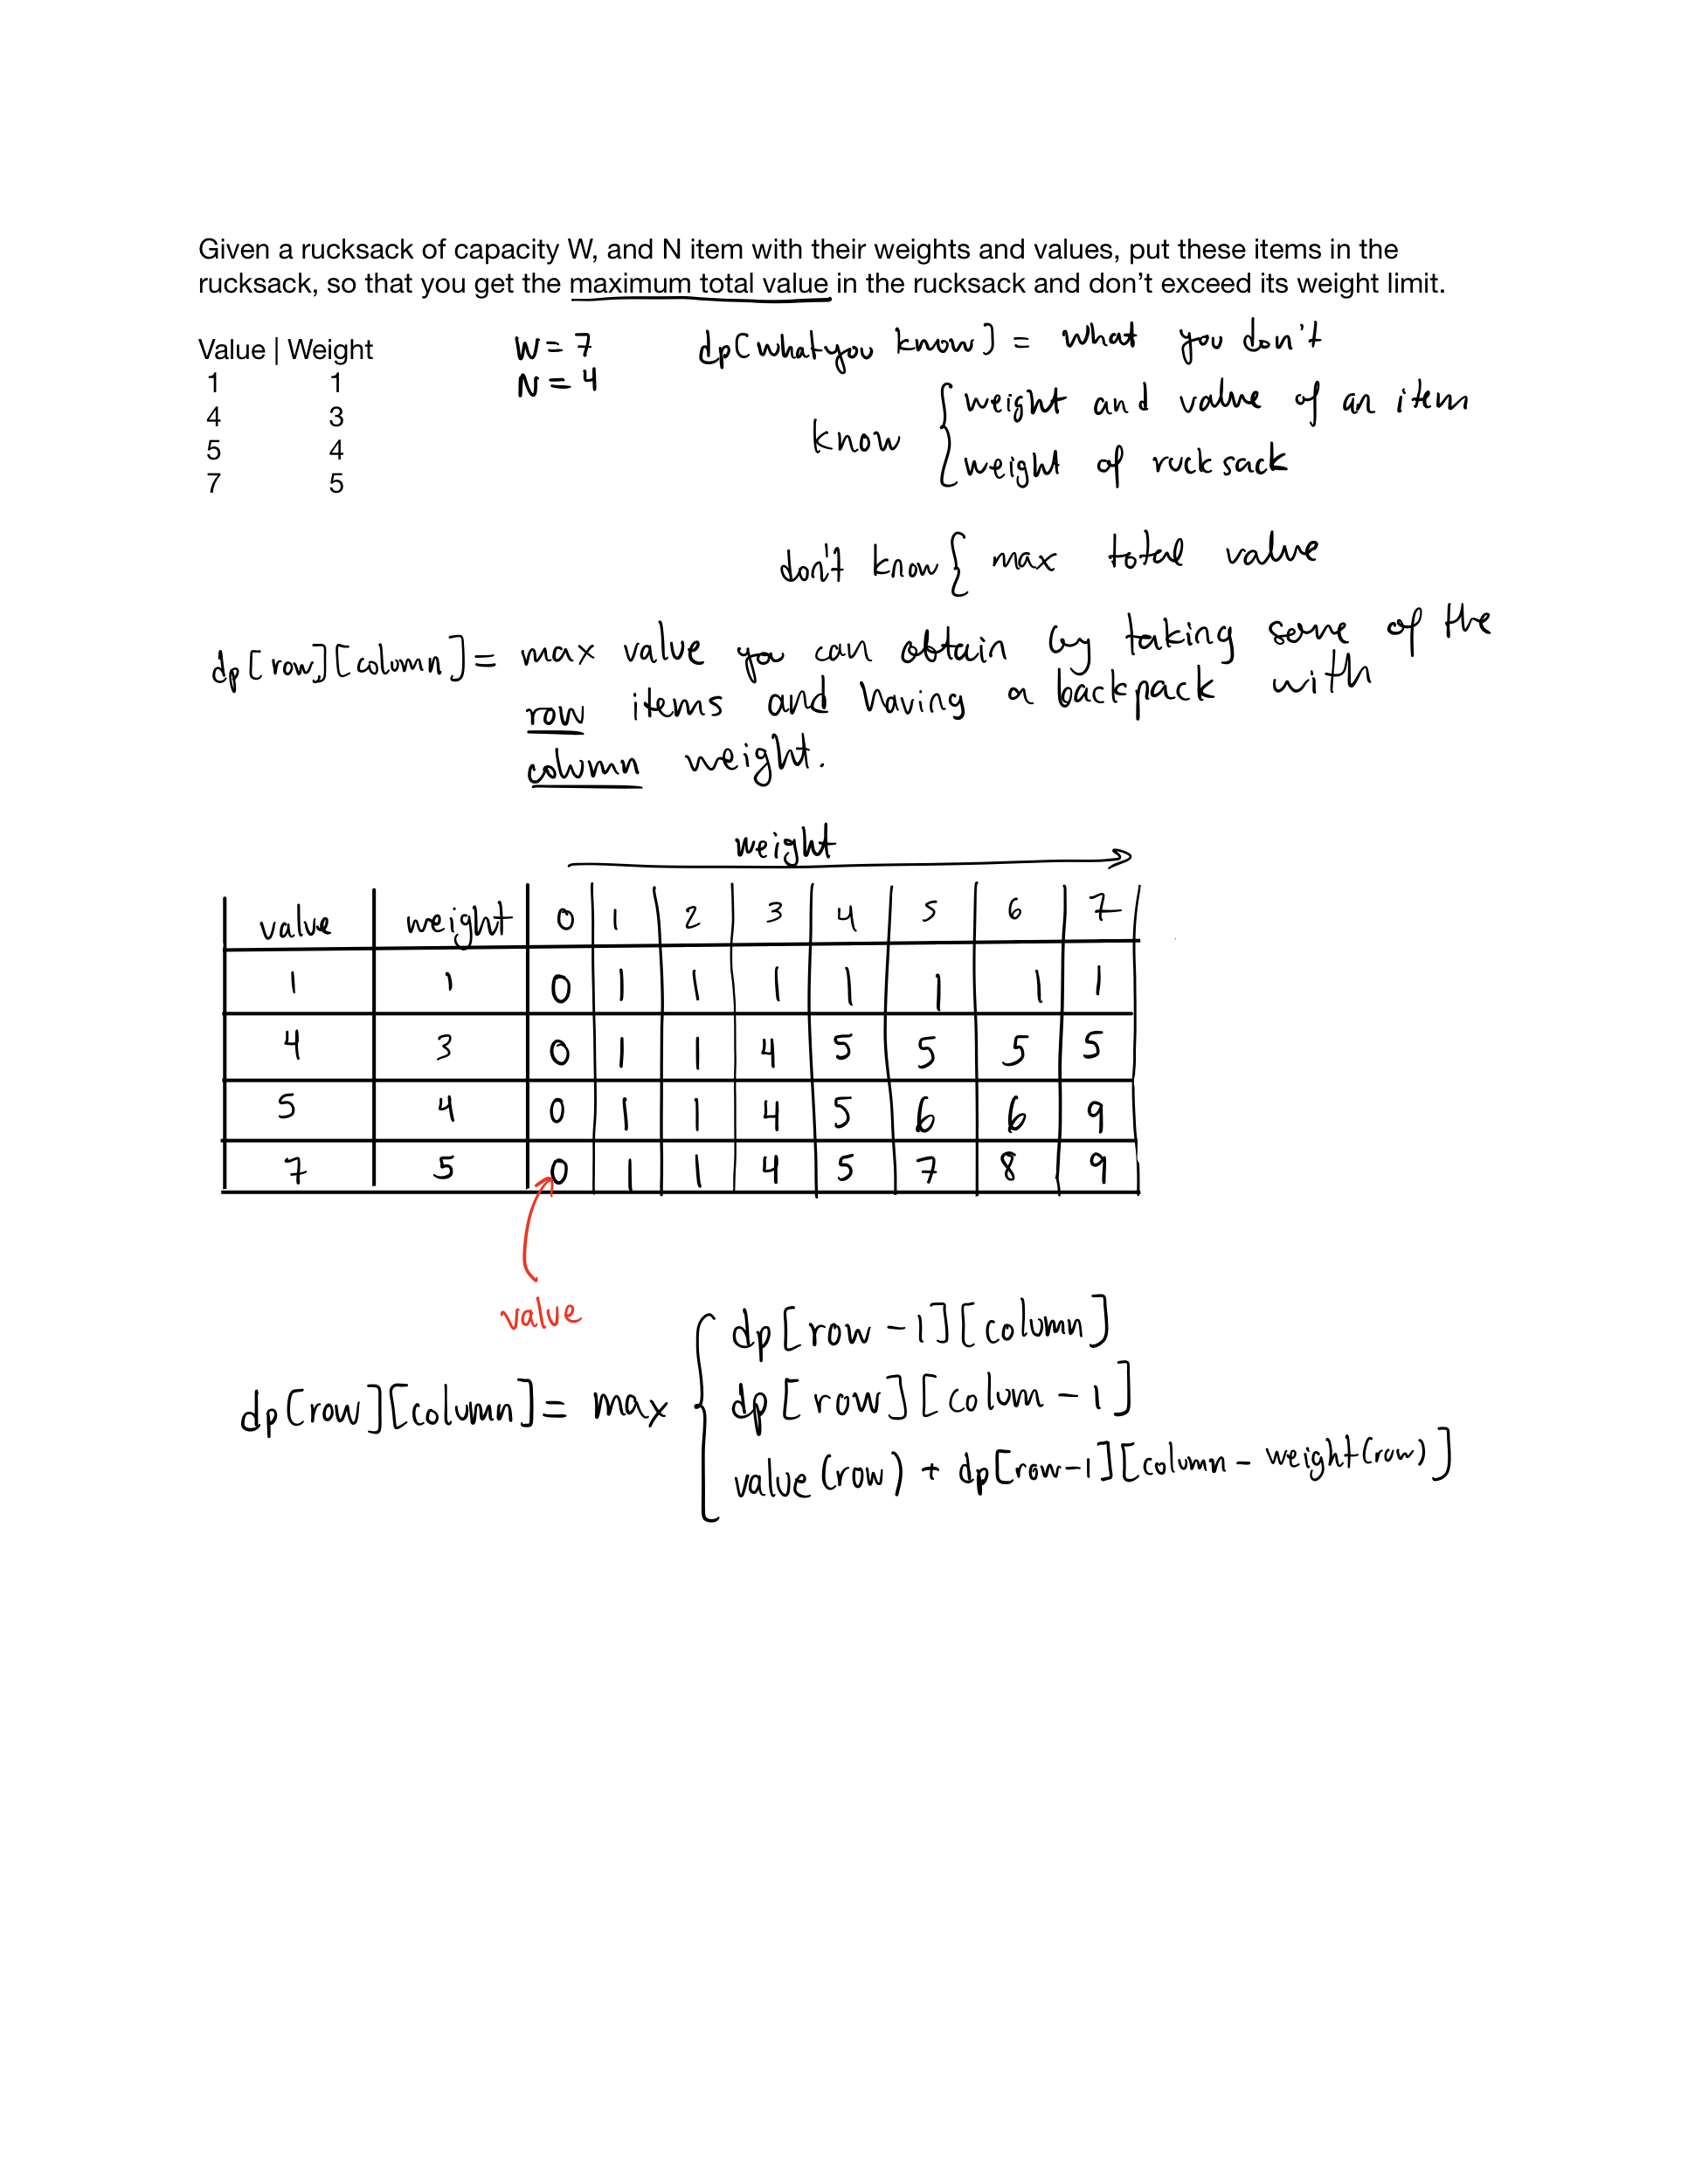 Given a rucksack of capacity W, and N item with their weights and values, put these items in the
rucksack, so that you get the maximum total value in the rucksack and don't exceed its weight limit.
Value | Weight
1 1
4 3
5 4
7 5
W = 7
N = 4
dp[what you know] = what you don't
know { weight and value of an item
weight of rucksack
don't know { max total value
dp[row][column] = max value you can obtain by taking some of the
row items and having a backpack with
column weight.
weight
value weight 0 1 2 3 4 5 6 7
1 1 0 1 1 1 1 1 1 1
4 3 0 1 1 4 5 5 5 5
5 4 0 1 1 4 5 6 6 9
7 5 0 1 1 4 5 7 8 9
value
dp[row][column] = max { dp[row-1][column]
dp[row][colum-1]
value(row) + dp[row-1][column - weight(row)]